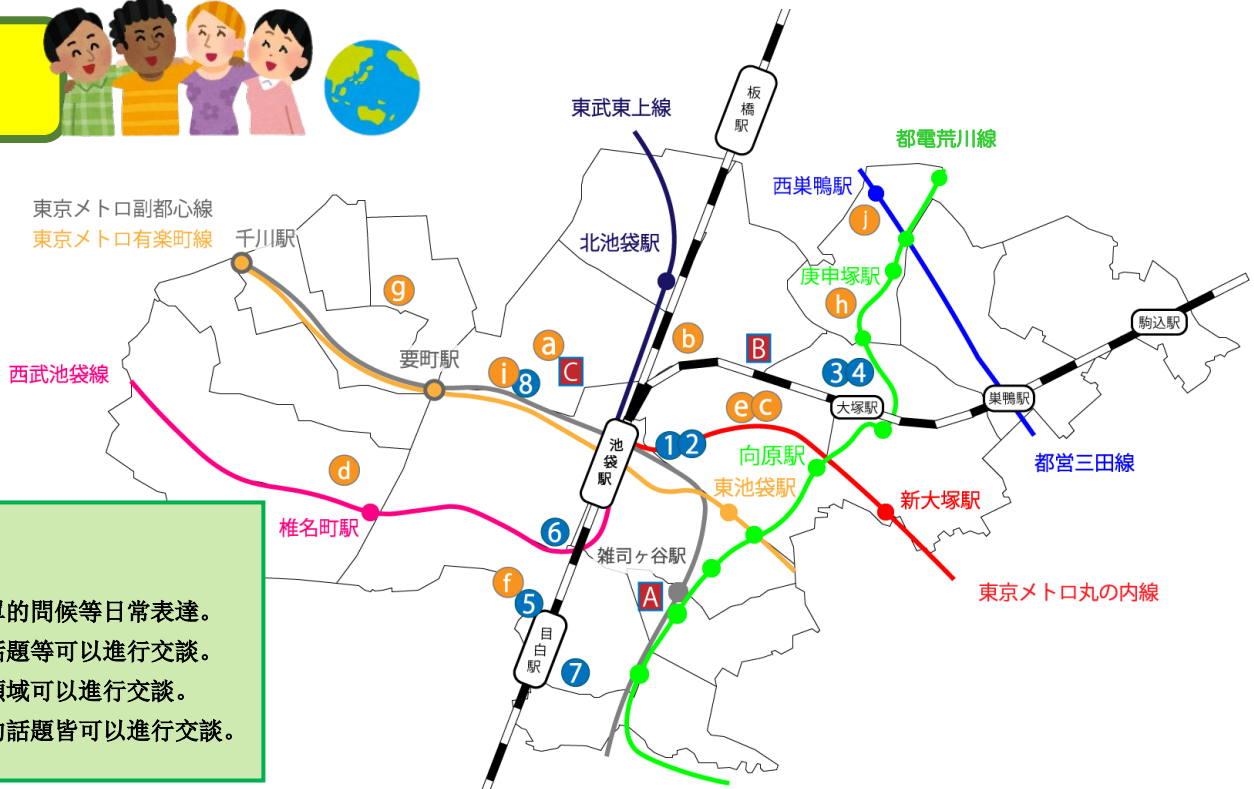 板橋駅
東武東上線
都電荒川線
西巣鴨駅
東京メトロ副都心線
東京メトロ有楽町線
千川駅
j
北池袋駅
庚申塚駅
g
h
駒込駅
a
b
B
要町駅
C
i
8
3
4
西武池袋線
巣鴨駅
e
c
大塚駅
池袋駅
1
2
向原駅
都営三田線
d
東池袋駅
新大塚駅
椎名町駅
6
雑司ヶ谷駅
f
A
5
東京メトロ丸の内線
的問候等日常表達。
話題等可以進行交談。
領域可以進行交談。
話題皆可以進行交談。
目白駅
7